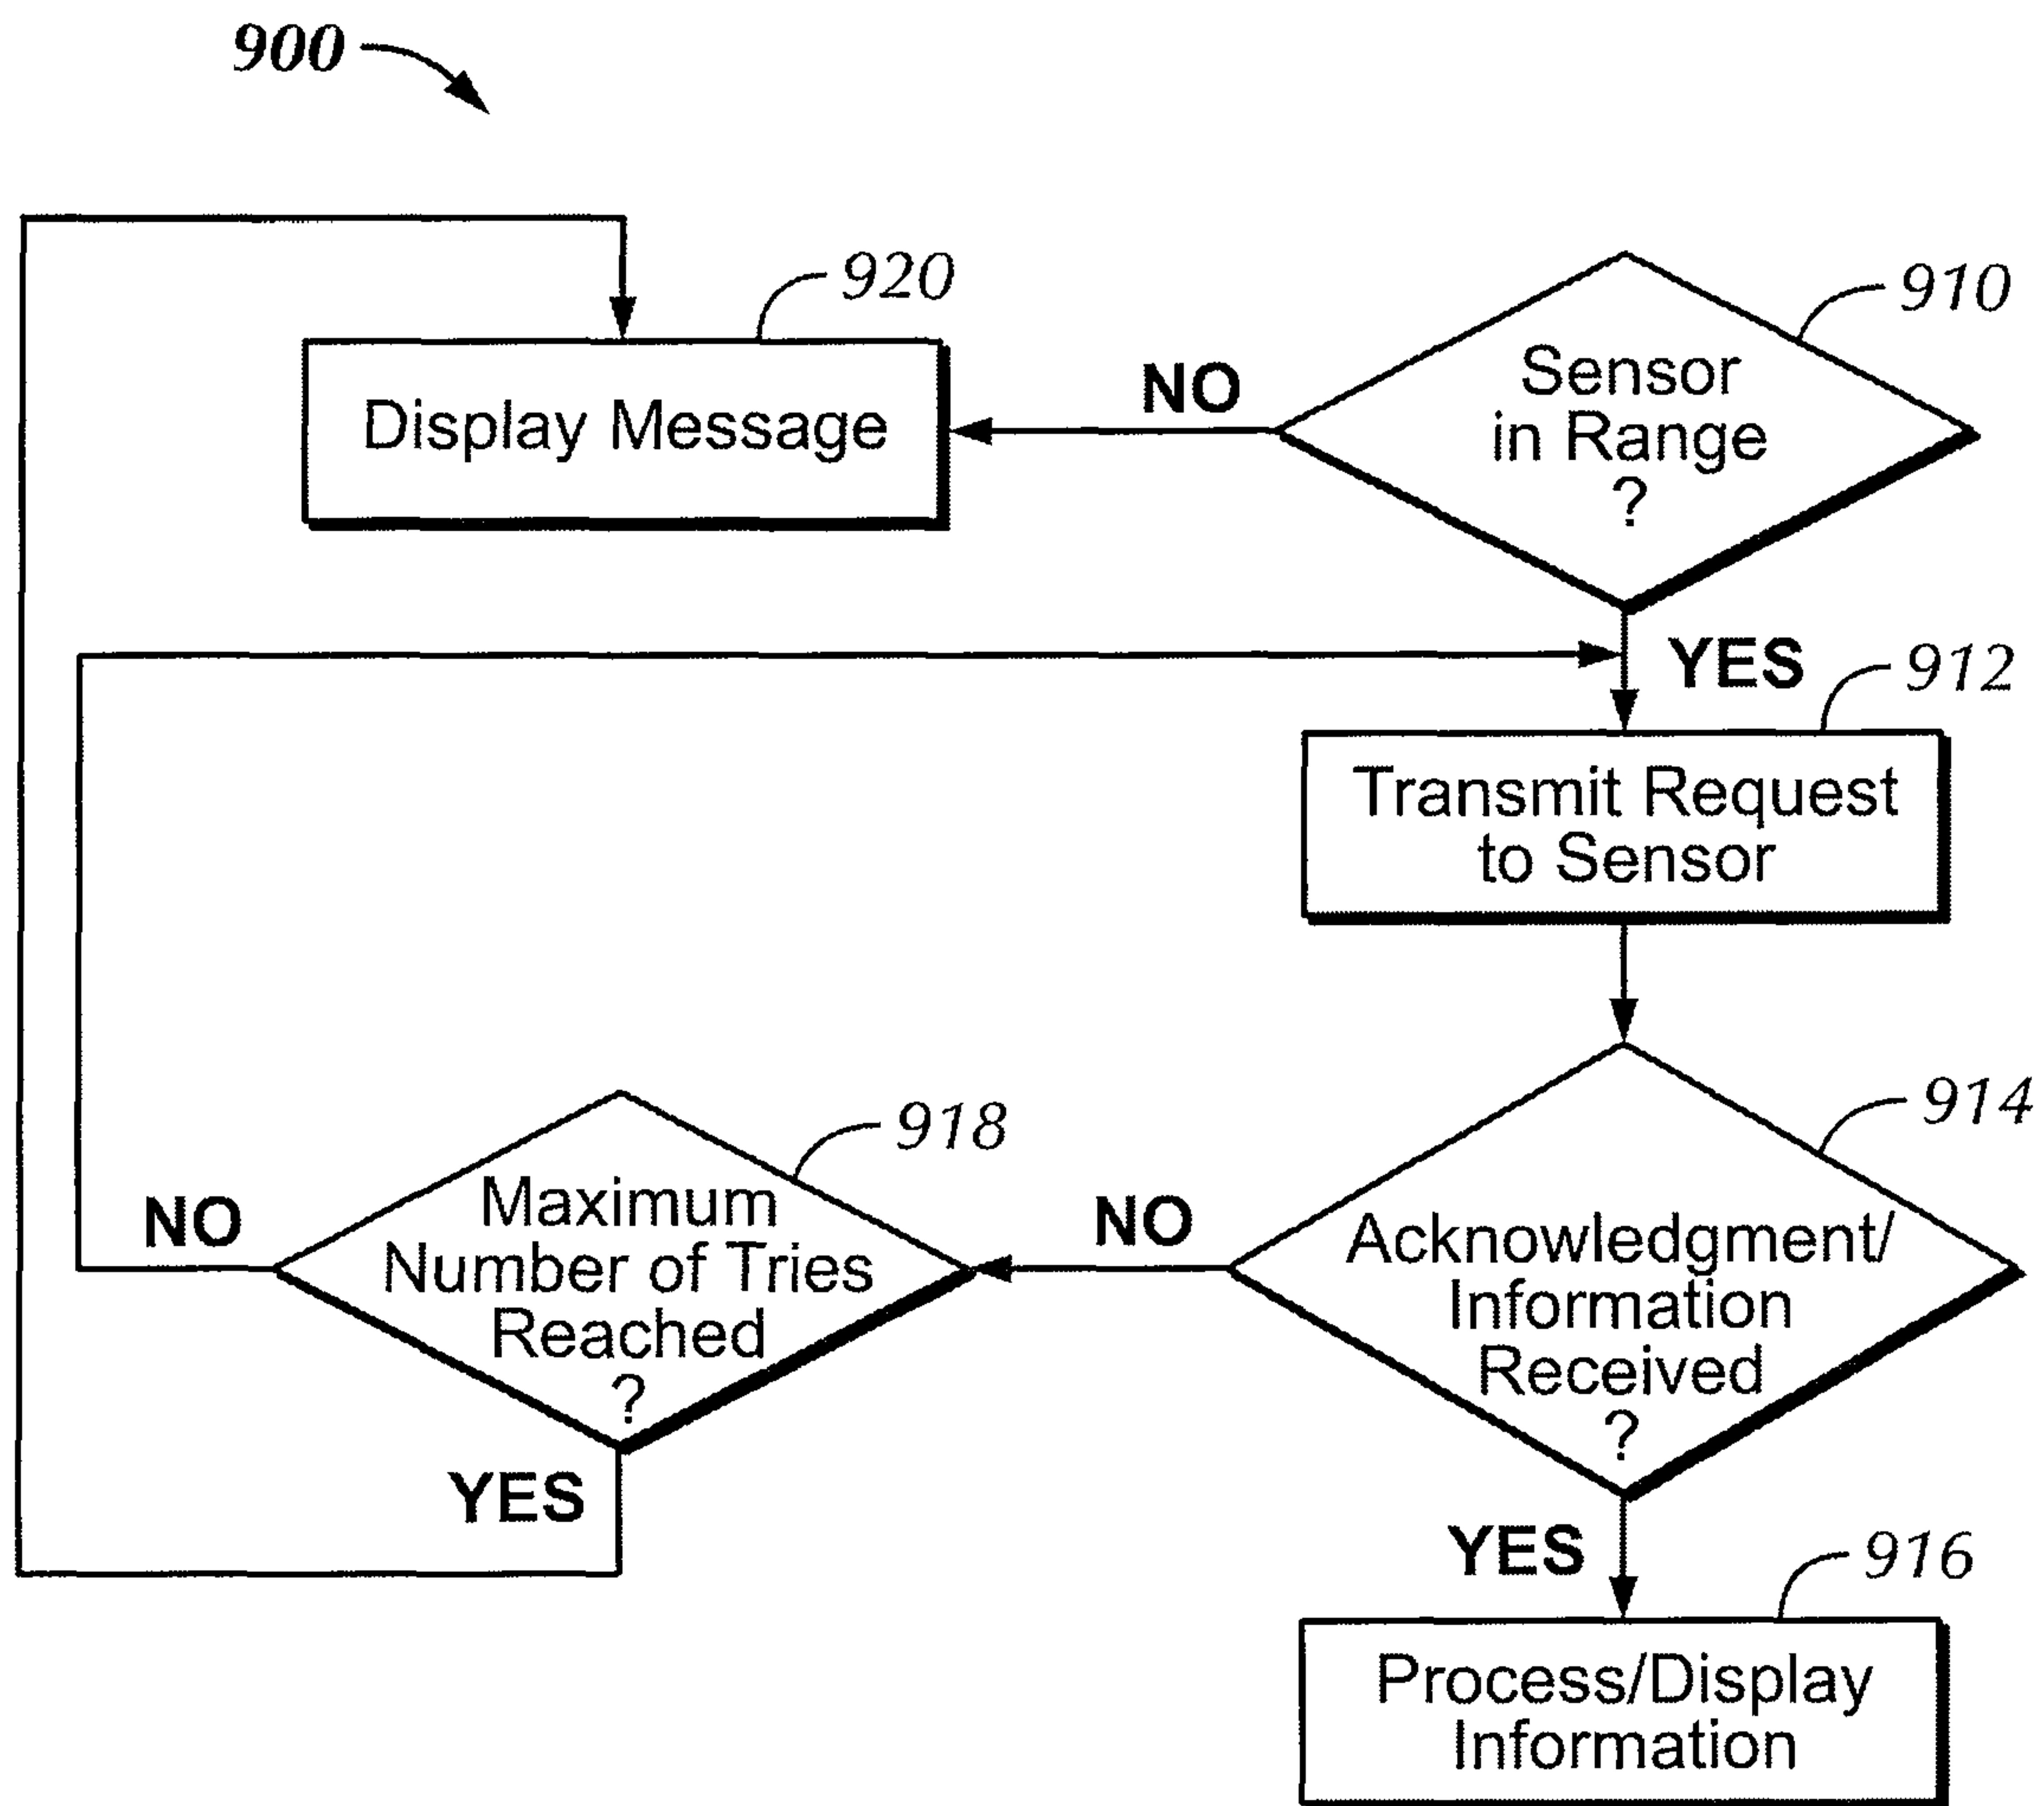 900
920
Display Message
NO
910
Sensor
in Range
?
YES
912
Transmit Request
to Sensor
914
Acknowledgment/
Information
Received
?
NO
918
Maximum
Number of Tries
Reached
?
NO
YES
YES
916
Process/Display
Information